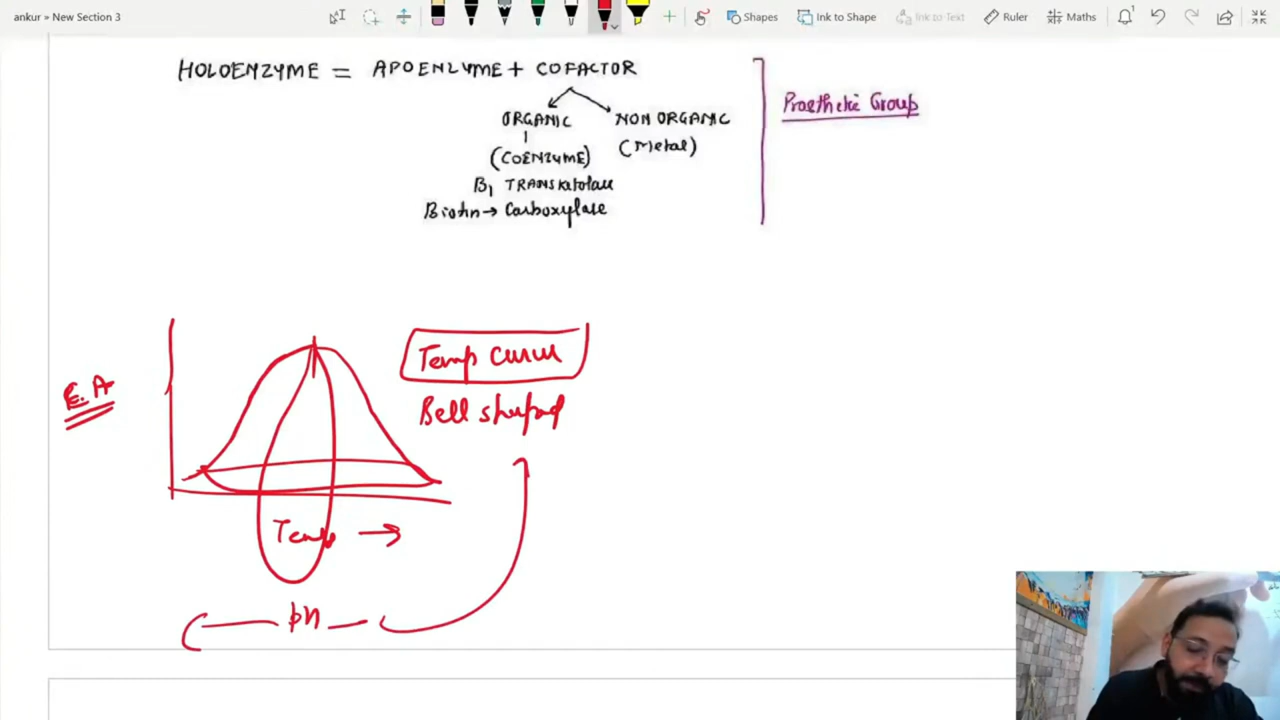 ankur » New Section 3
Shapes Ink to Shape Ink to Text Ruler Maths
HOLOENZYME = APOENZYME + COFACTOR
Prosthetic Group
ORGANIC NON ORGANIC
(COENZYME) (Metal)
B1 TRANSKetolase
Biotin → Carboxylase
Temp curve
E.A
Bell shaped
Temp →
pH